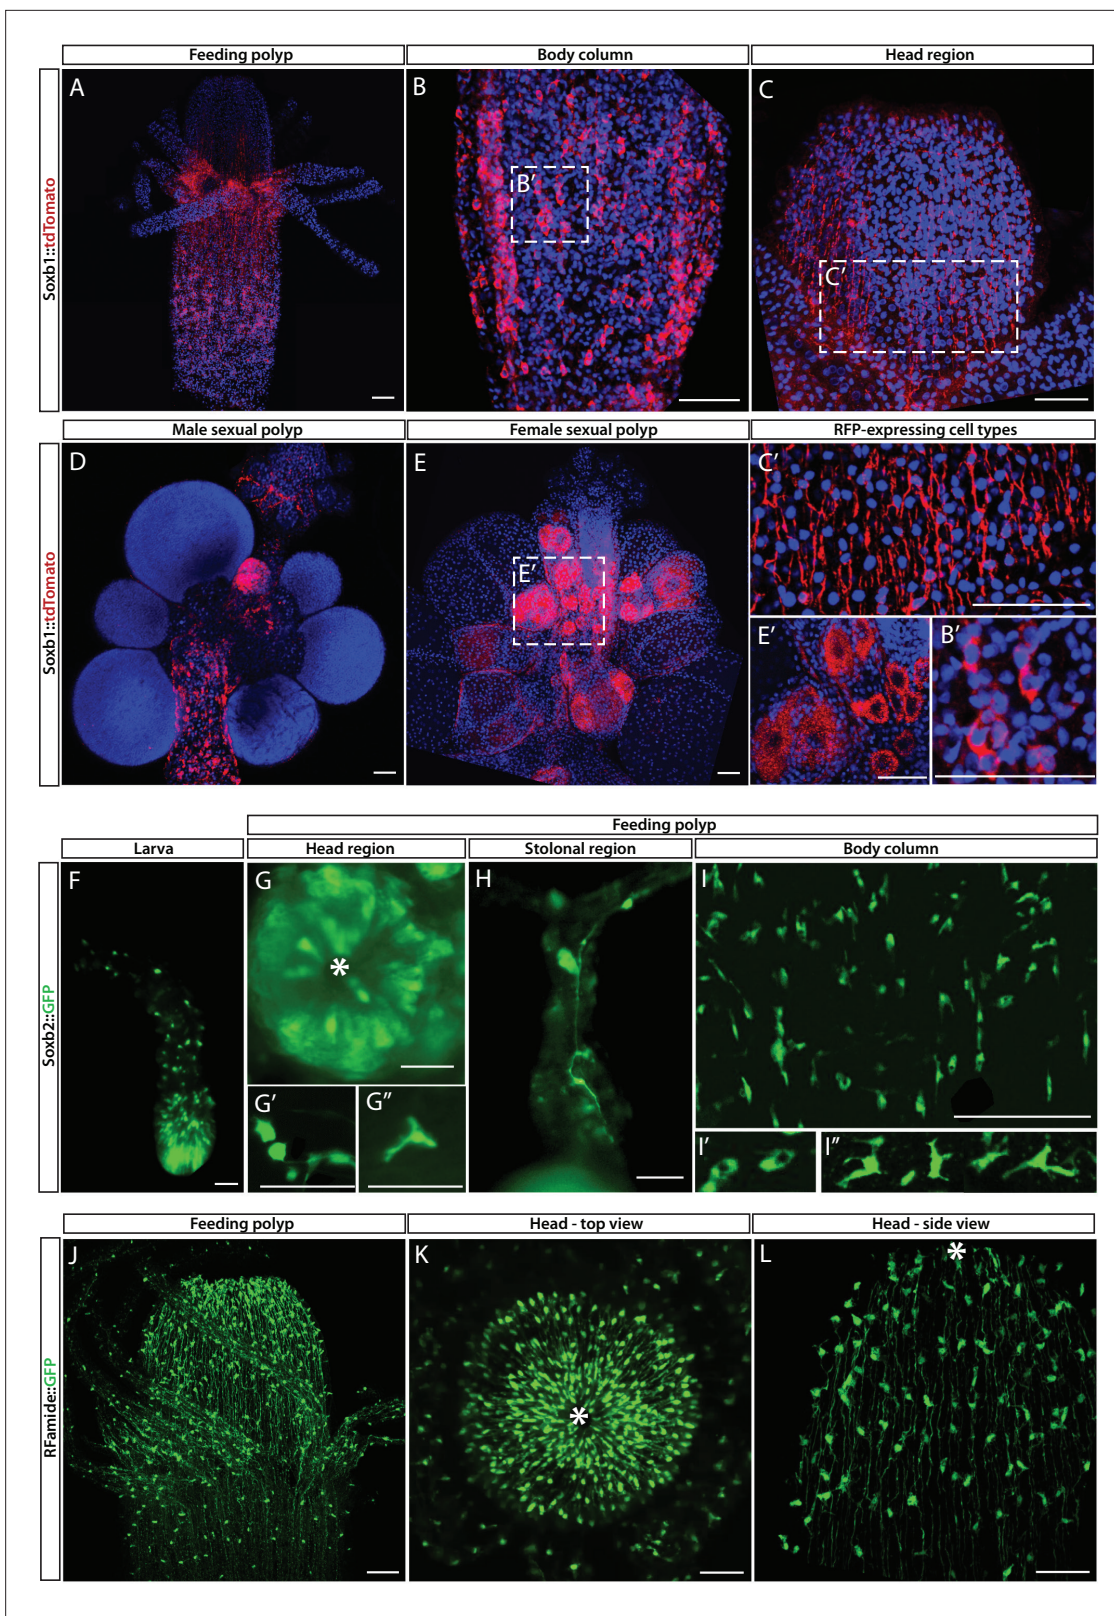 Feeding polyp
Body column
Head region
Soxb1::tdTomato
A
B
B′
C
C′
Male sexual polyp
Female sexual polyp
RFP-expressing cell types
Soxb1::tdTomato
D
E
E′
C′
E′
B′
Feeding polyp
Larva
Head region
Stolonal region
Body column
Soxb2::GFP
F
G
*
H
I
G′
G″
I′
I″
Feeding polyp
Head - top view
Head - side view
RFamide::GFP
J
K
*
L
*